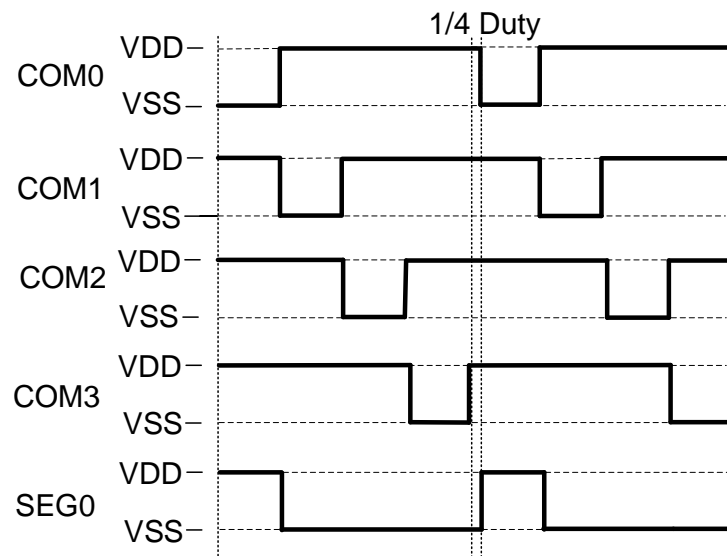 1/4 Duty
VDD
COM0
VSS
VDD
COM1
VSS
VDD
COM2
VSS
VDD
COM3
VSS
VDD
SEG0
VSS